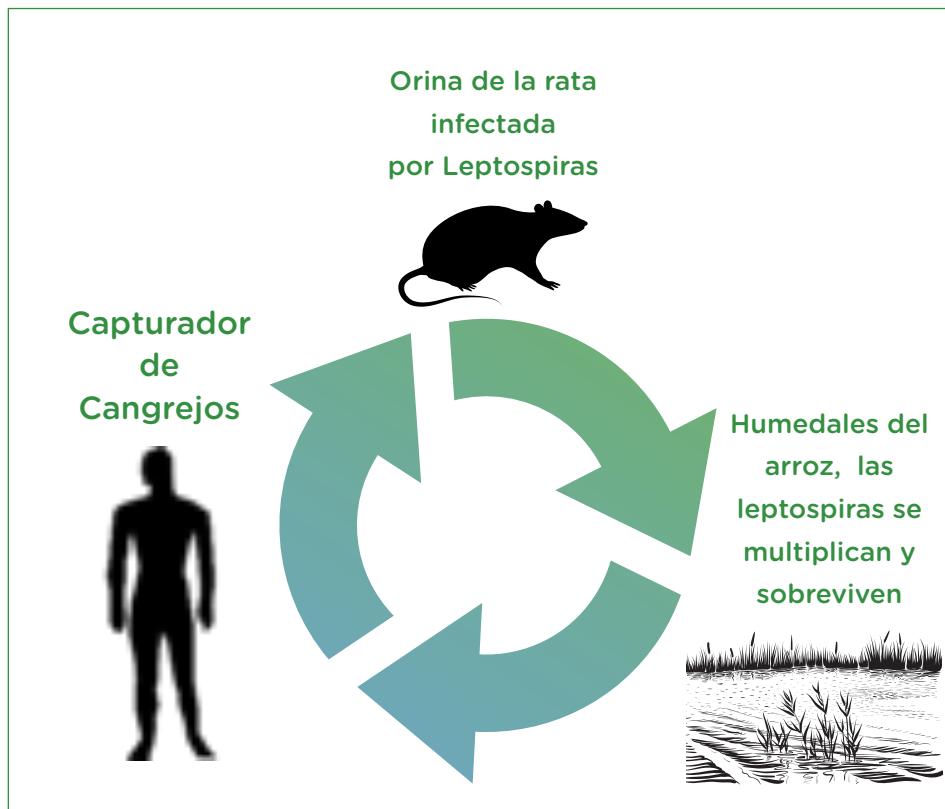 Orina de la rata
infectada
por Leptospiras
Capturador
de
Cangrejos
Humedales del
arroz, las
leptospiras se
multiplican y
sobreviven